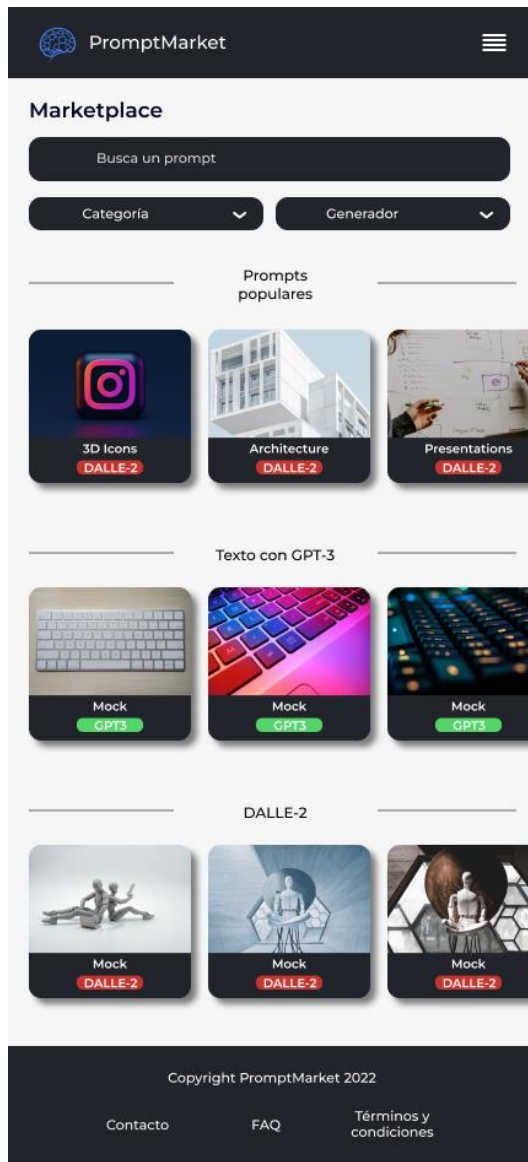 PromptMarket
Marketplace
Busca un prompt
Categoría
Generador
Prompts
populares
3D Icons
DALLE-2
Architecture
DALLE-2
Presentations
DALLE-2
Texto con GPT-3
Mock
GPT3
Mock
GPT3
Mock
GPT3
DALLE-2
Mock
DALLE-2
Mock
DALLE-2
Mock
DALLE-2
Copyright PromptMarket 2022
Contacto
FAQ
Términos y
condiciones